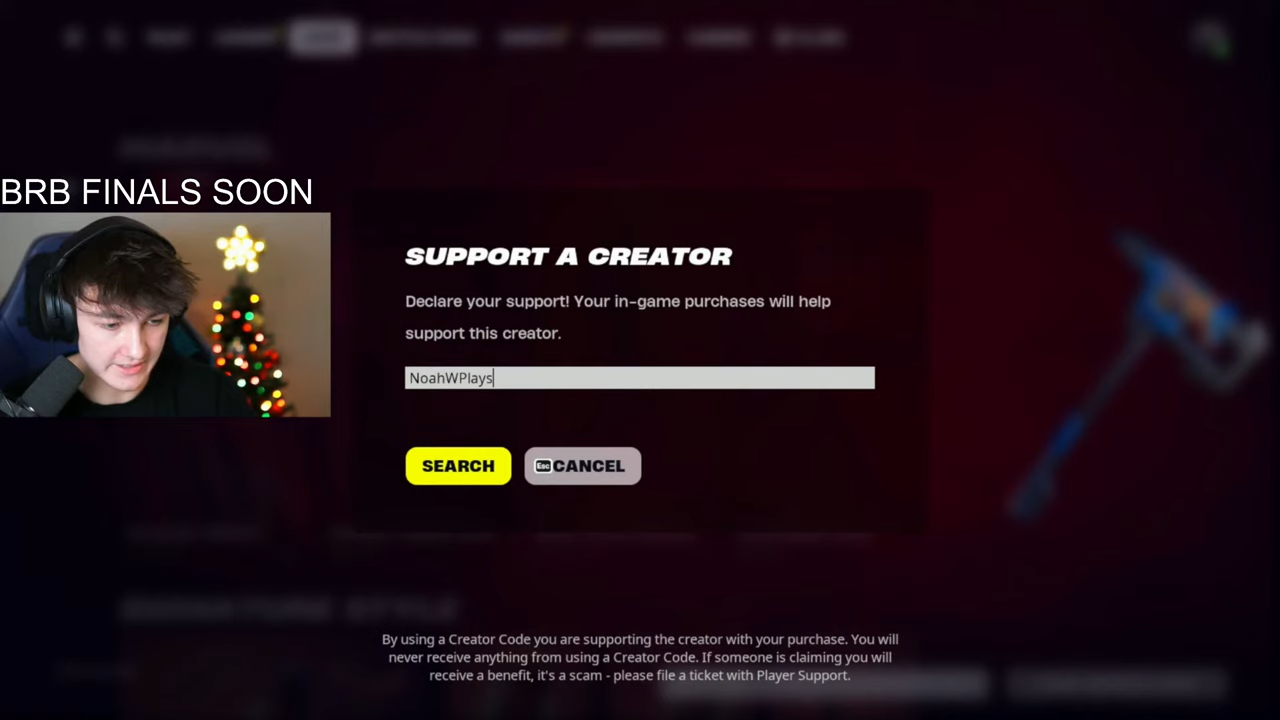 BRB FINALS SOON
SUPPORT A CREATOR
Declare your support! Your in-game purchases will help
support this creator.
NoahWPlays
SEARCH
Esc CANCEL
By using a Creator Code you are supporting the creator with your purchase. You will
never receive anything from using a Creator Code. If someone is claiming you will
receive a benefit, it's a scam - please file a ticket with Player Support.